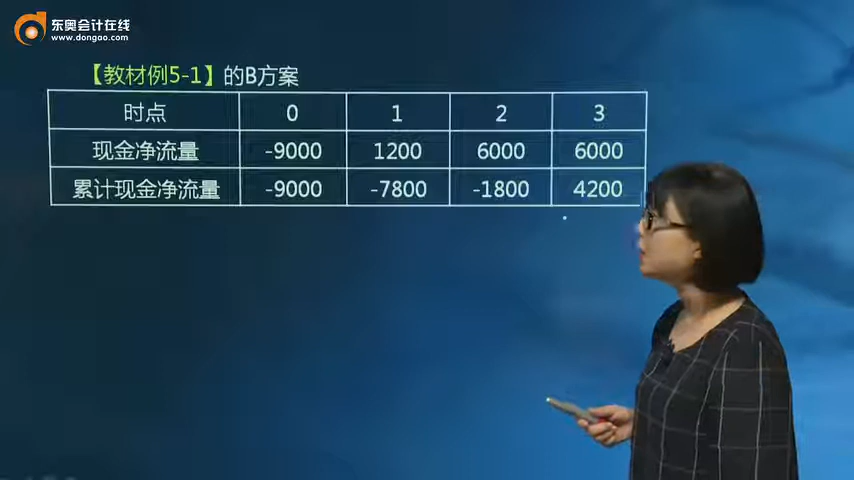 东奥会计在线
www.dongao.com
【教材例5-1】的B方案
时点 0 1 2 3
现金净流量 -9000 1200 6000 6000
累计现金净流量 -9000 -7800 -1800 4200